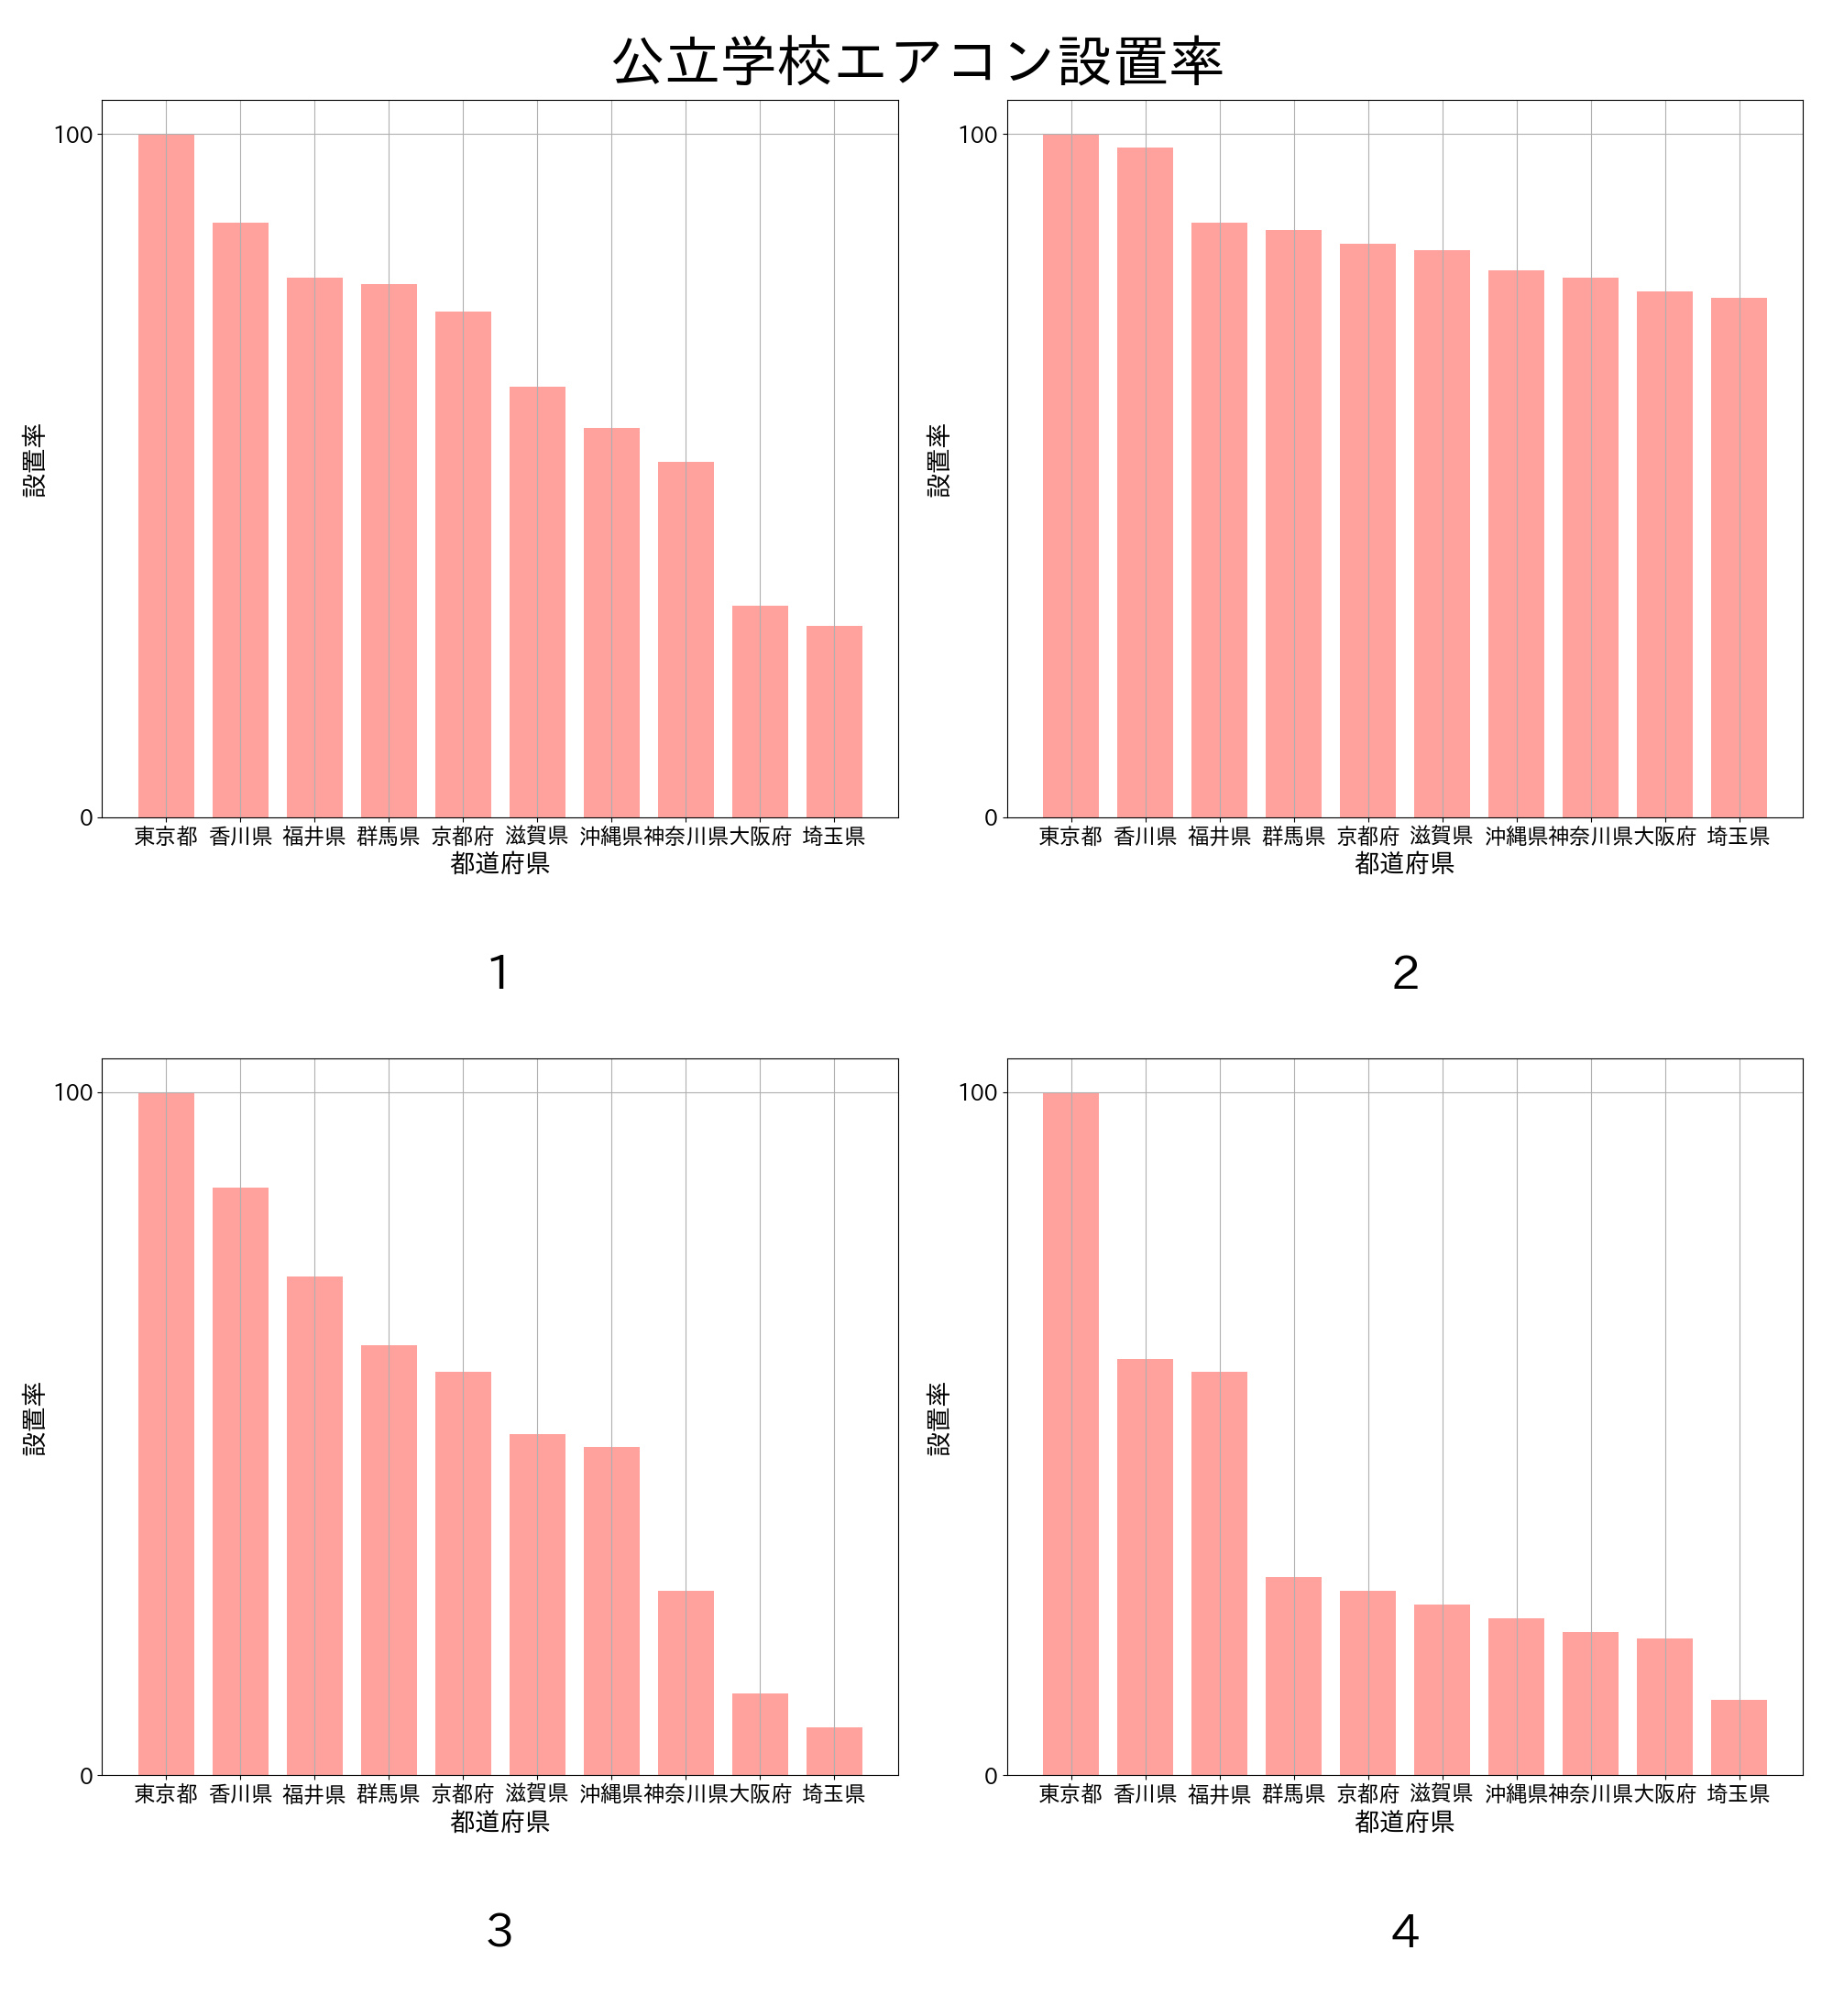 公立学校エアコン設置率
100
0
設置率
東京都 香川県 福井県 群馬県 京都府 滋賀県 沖縄県 神奈川県 大阪府 埼玉県
都道府県
1
100
0
設置率
東京都 香川県 福井県 群馬県 京都府 滋賀県 沖縄県 神奈川県 大阪府 埼玉県
都道府県
2
100
0
設置率
東京都 香川県 福井県 群馬県 京都府 滋賀県 沖縄県 神奈川県 大阪府 埼玉県
都道府県
3
100
0
設置率
東京都 香川県 福井県 群馬県 京都府 滋賀県 沖縄県 神奈川県 大阪府 埼玉県
都道府県
4